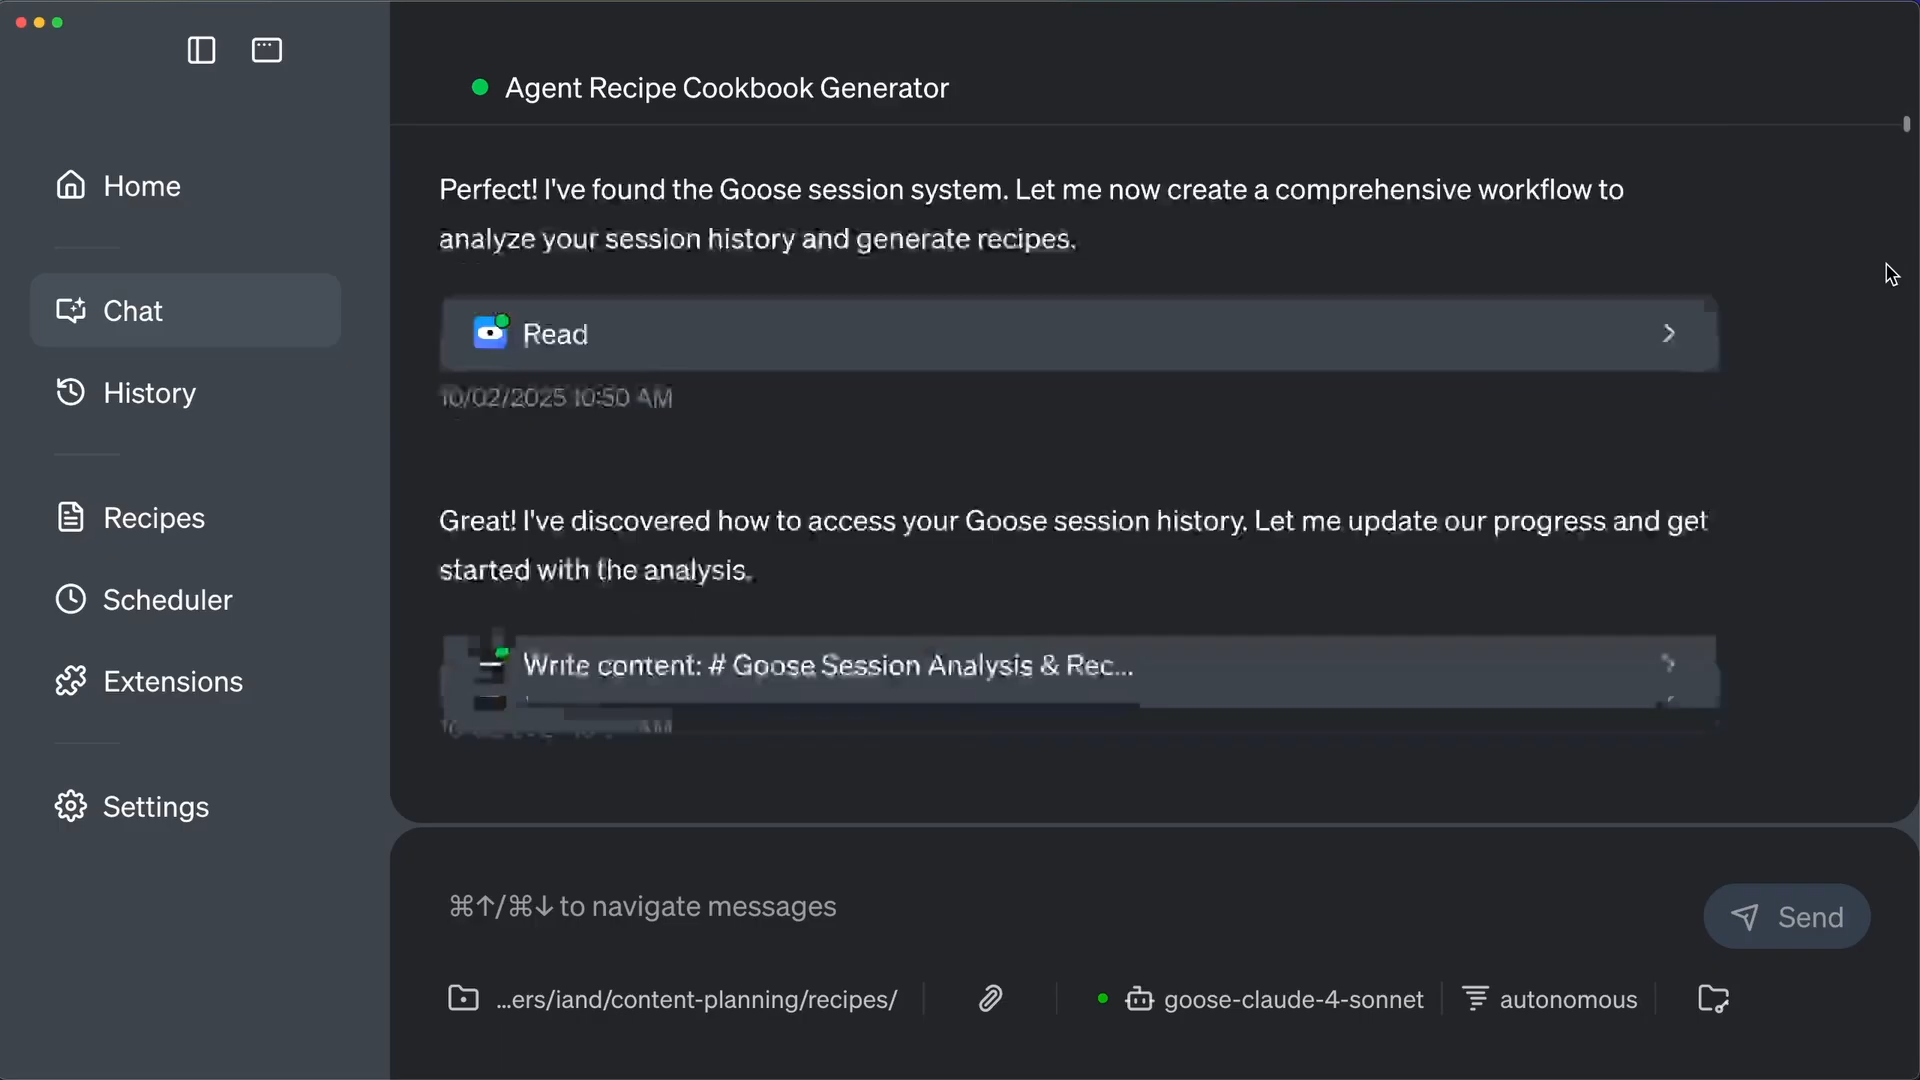 Agent Recipe Cookbook Generator
Home
Chat
History
Recipes
Scheduler
Extensions
Settings
Perfect! I've found the Goose session system. Let me now create a comprehensive workflow to
analyze your session history and generate recipes.
Read
10/02/2025 10:50 AM
Great! I've discovered how to access your Goose session history. Let me update our progress and get
started with the analysis.
Write content: # Goose Session Analysis & Rec...
AM
⌘↑/⌘↓ to navigate messages
Send
...ers/iand/content-planning/recipes/
goose-claude-4-sonnet
autonomous